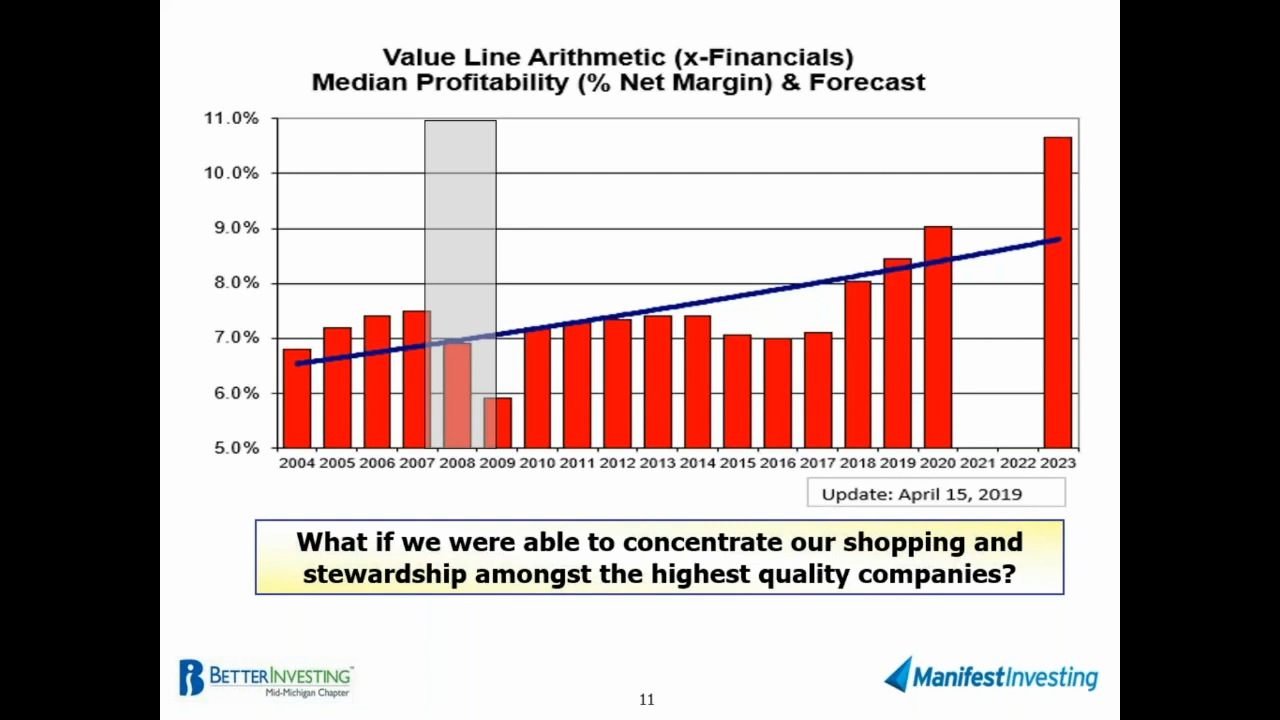 Value Line Arithmetic (x-Financials)
Median Profitability (% Net Margin) & Forecast
11.0%
10.0%
9.0%
8.0%
7.0%
6.0%
5.0%
2004 2005 2006 2007 2008 2009 2010 2011 2012 2013 2014 2015 2016 2017 2018 2019 2020 2021 2022 2023
Update: April 15, 2019
What if we were able to concentrate our shopping and
stewardship amongst the highest quality companies?
BETTERINVESTING™
Mid-Michigan Chapter
ManifestInvesting
11